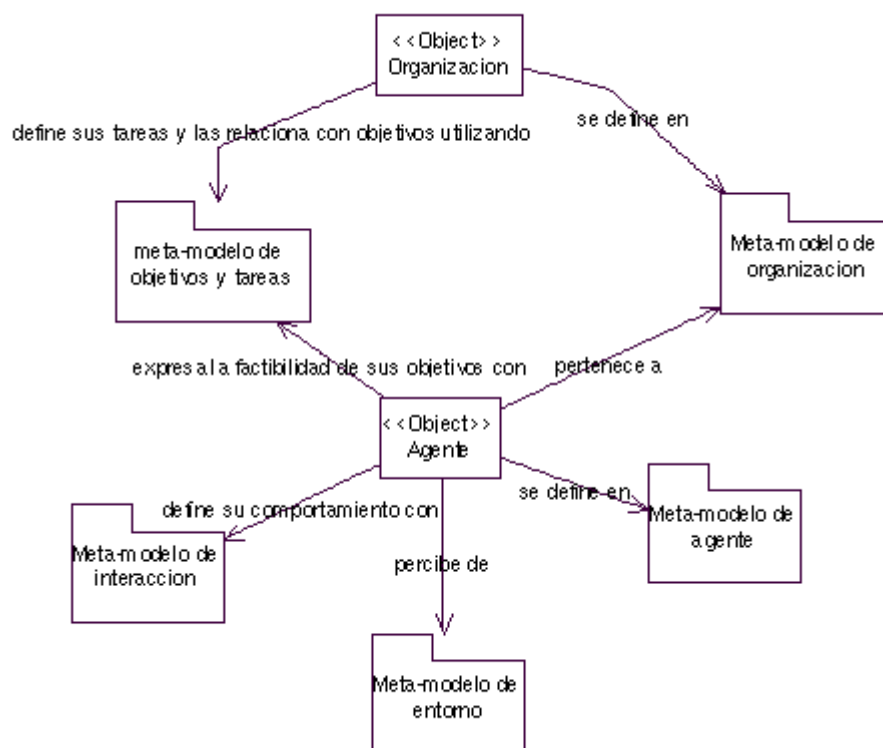 <<Object>>
Organizacion
define sus tareas y las relaciona con objetivos utilizando
se define en
meta-modelo de
objetivos y tareas
Meta-modelo de
organizacion
expresa la factibilidad de sus objetivos con
pertenece a
<<Object>>
Agente
define su comportamiento con
se define en
Meta-modelo de
interaccion
Meta-modelo de
agente
percibe de
Meta-modelo de
entorno